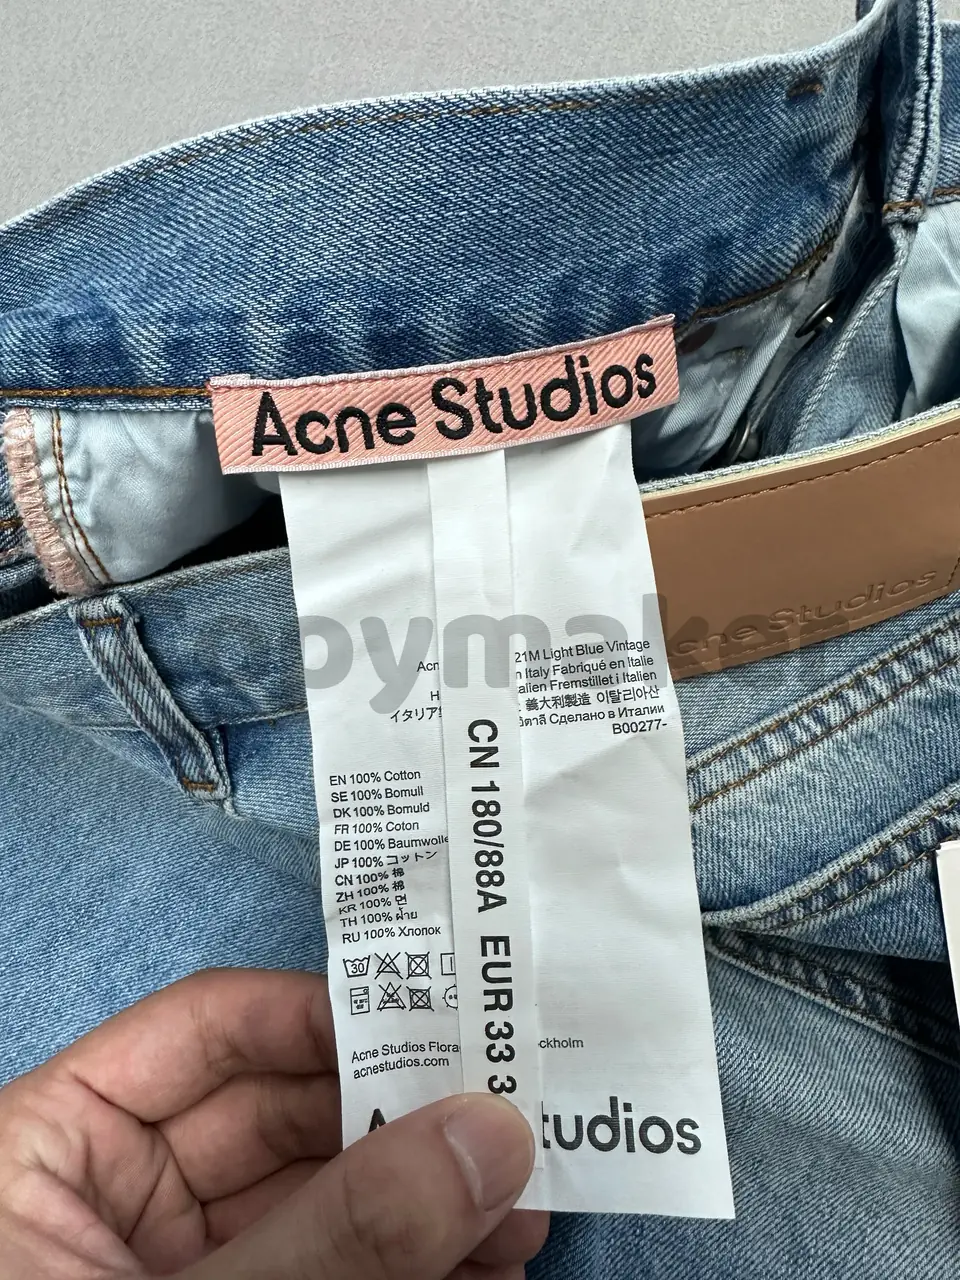 Acne Studios
Acne Studios
21M Light Blue Vintage
n Italy Fabriqué en Italie
alien Fremstillet i Italien
義大利製造 이탈리아산
Сделано в Италии
B00277-
Acn
H
イタリア
CN 180/88A EUR 33 3
EN 100% Cotton
SE 100% Bomull
DK 100% Bomuld
FR 100% Coton
DE 100% Baumwolle
JP 100% コットン
CN 100% 棉
ZH 100% 棉
KR 100% 면
TH 100% ฝ้าย
RU 100% Хлопок
30
Acne Studios Flora
ckholm
acnestudios.com
A
tudios